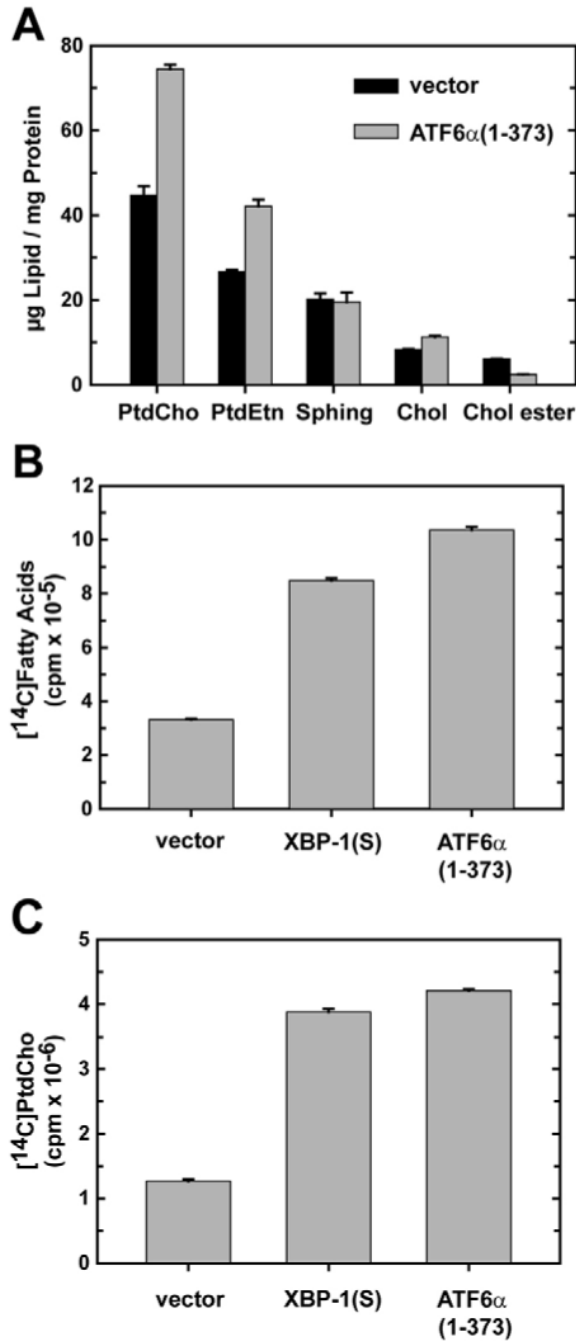 A
80
60
40
20
0
µg Lipid / mg Protein
vector
ATF6α(1-373)
PtdCho PtdEtn Sphing Chol Chol ester
B
12
10
8
6
4
2
0
[¹⁴C]Fatty Acids
(cpm x 10⁻⁵)
vector XBP-1(S) ATF6α
(1-373)
C
5
4
3
2
1
0
[¹⁴C]PtdCho
(cpm x 10⁻⁶)
vector XBP-1(S) ATF6α
(1-373)